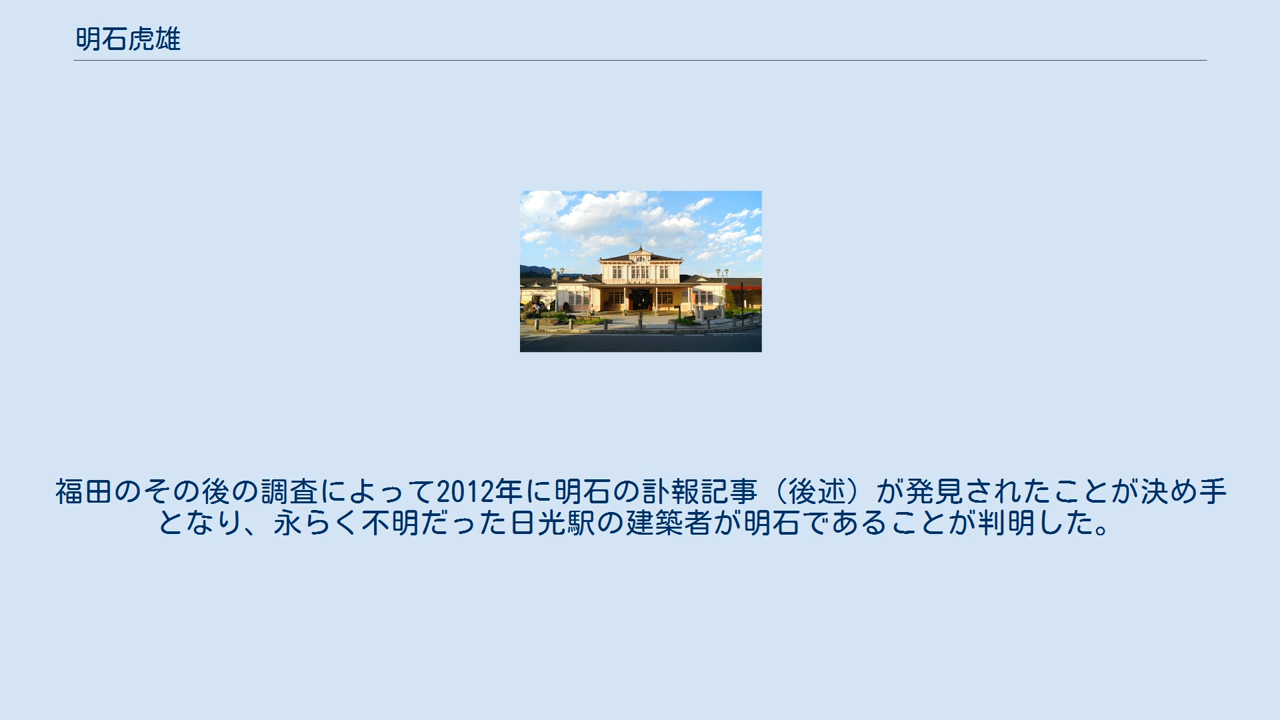 明石虎雄
福田のその後の調査によって2012年に明石の訃報記事（後述）が発見されたことが決め手
となり、永らく不明だった日光駅の建築者が明石であることが判明した。